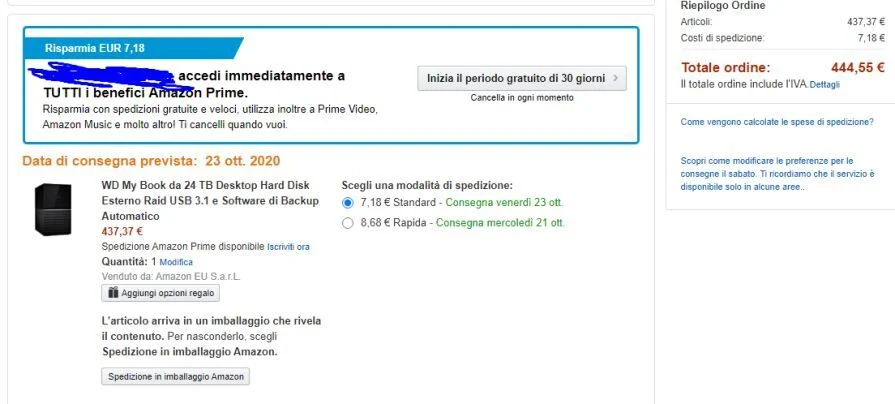 Risparmia EUR 7,18
accedi immediatamente a
TUTTI i benefici Amazon Prime.
Risparmia con spedizioni gratuite e veloci, utilizza inoltre a Prime Video,
Amazon Music e molto altro! Ti cancelli quando vuoi.
Inizia il periodo gratuito di 30 giorni
Cancella in ogni momento
Data di consegna prevista: 23 ott. 2020
WD My Book da 24 TB Desktop Hard Disk
Esterno Raid USB 3.1 e Software di Backup
Automatico
437,37 €
Spedizione Amazon Prime disponibile Iscriviti ora
Quantità: 1 Modifica
Venduto da: Amazon EU S.a.r.L.
Aggiungi opzioni regalo
L'articolo arriva in un imballaggio che rivela
il contenuto. Per nasconderlo, scegli
Spedizione in imballaggio Amazon.
Spedizione in imballaggio Amazon
Scegli una modalità di spedizione:
7,18 € Standard - Consegna venerdì 23 ott.
8,68 € Rapida - Consegna mercoledì 21 ott.
Riepilogo Ordine
Articoli: 437,37 €
Costi di spedizione: 7,18 €
Totale ordine: 444,55 €
Il totale ordine include l'IVA.Dettagli
Come vengono calcolate le spese di spedizione?
Scopri come modificare le preferenze per le
consegne il sabato. Ti ricordiamo che il servizio è
disponibile solo in alcune aree..